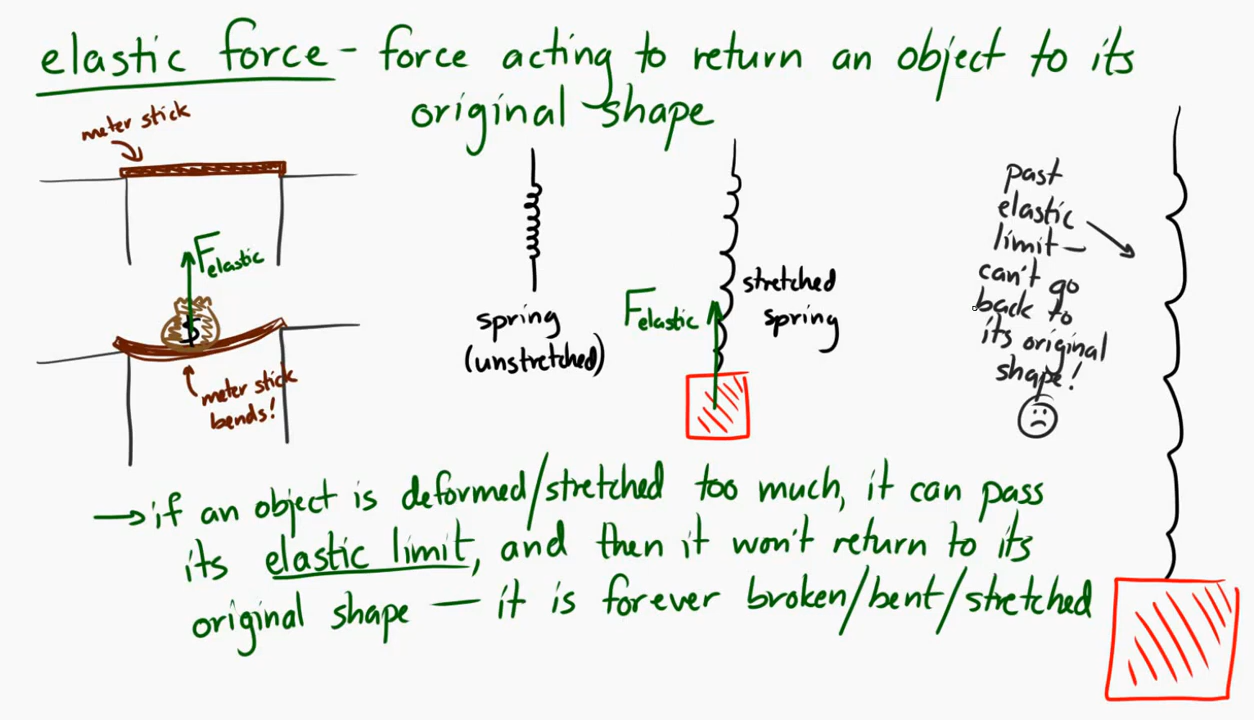 elastic force - force acting to return an object to its
original shape
meter stick
Felastic
$
meter stick
bends!
spring
(unstretched)
Felastic
stretched
spring
past
elastic
limit—
can't go
back to
its original
shape!
→ if an object is deformed/stretched too much, it can pass
its elastic limit, and then it won't return to its
original shape — it is forever broken/bent/stretched